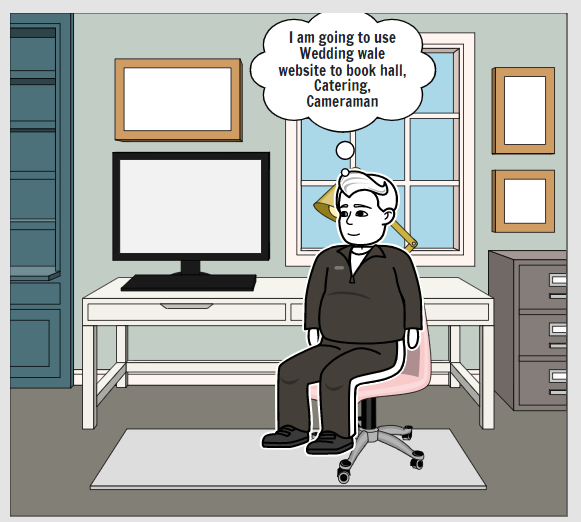 I am going to use
Wedding wale
website to book hall,
Catering,
Cameraman